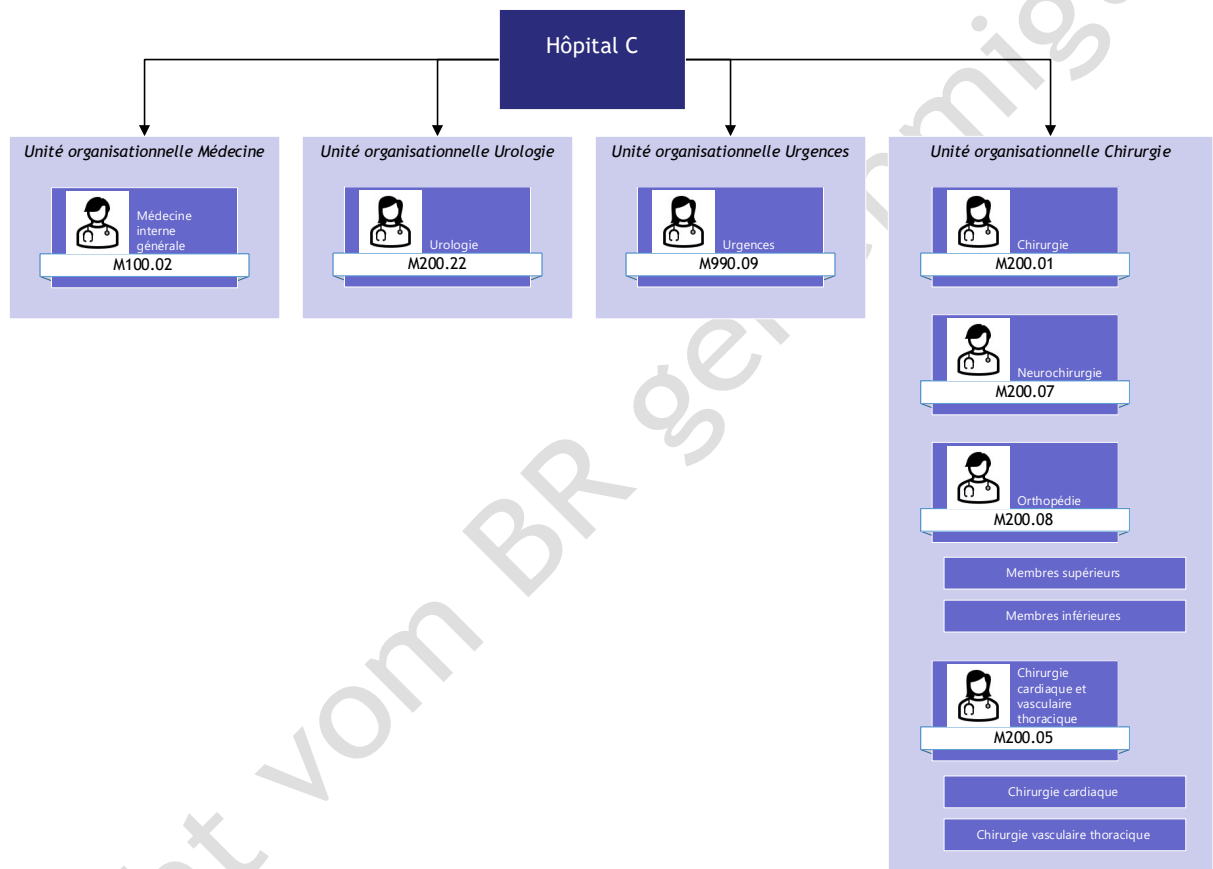 Hôpital C
Unité organisationnelle Médecine
Médecine
interne
générale
M100.02
Unité organisationnelle Urologie
Urologie
M200.22
Unité organisationnelle Urgences
Urgences
M990.09
Unité organisationnelle Chirurgie
Chirurgie
M200.01
Neurochirurgie
M200.07
Orthopédie
M200.08
Membres supérieurs
Membres inférieures
Chirurgie
cardiaque et
vasculaire
thoracique
M200.05
Chirurgie cardiaque
Chirurgie vasculaire thoracique
vom BR